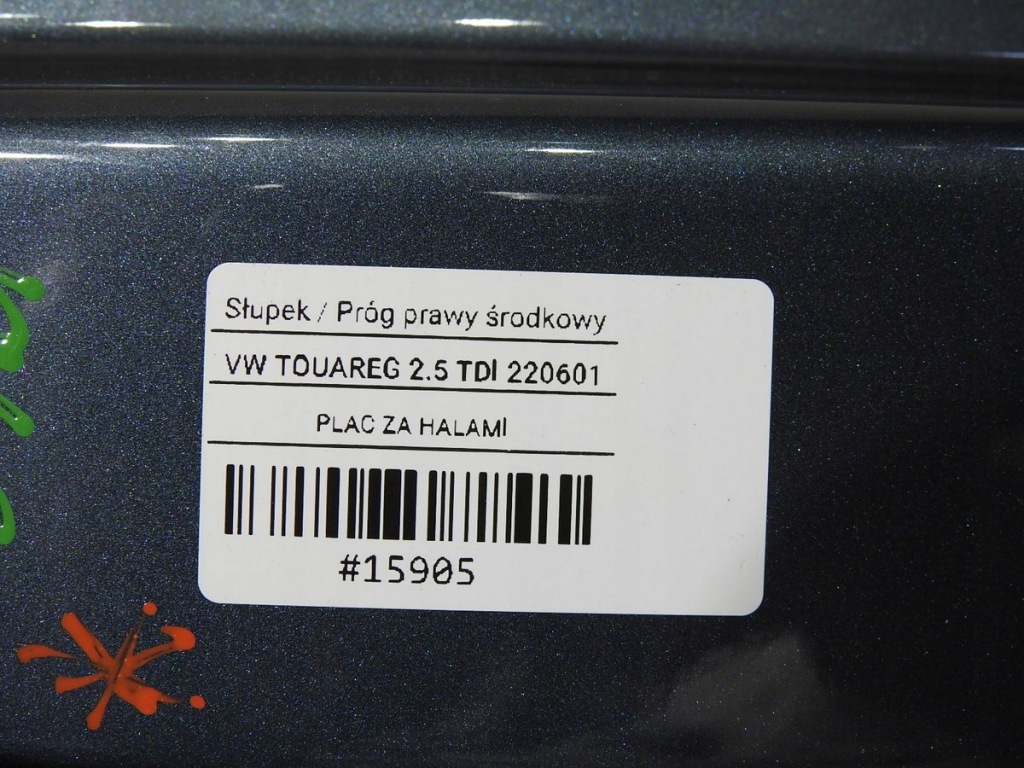 Słupek / Próg prawy środkowy
VW TOUAREG 2.5 TDI 220601
PLAC ZA HALAMI
#15905